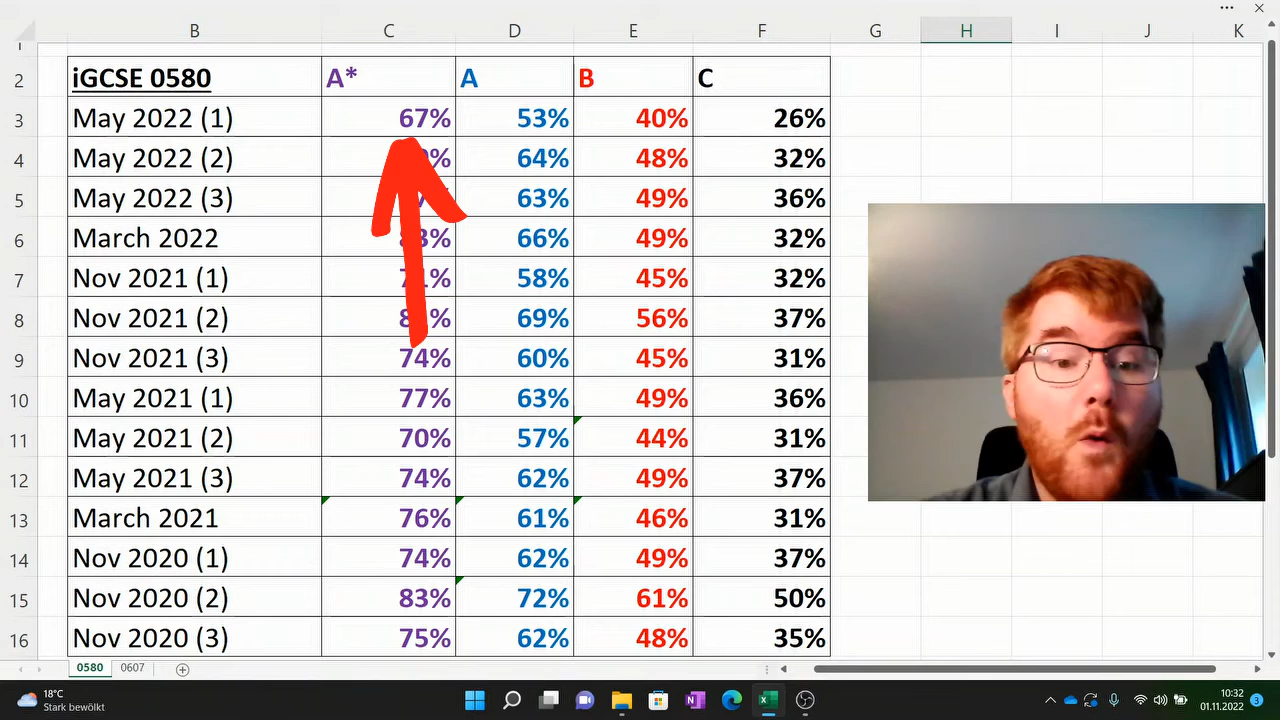 B C D E F G H I J K
2 iGCSE 0580 A* A B C
3 May 2022 (1) 67% 53% 40% 26%
4 May 2022 (2) 64% 48% 32%
5 May 2022 (3) 63% 49% 36%
6 March 2022 66% 49% 32%
7 Nov 2021 (1) 58% 45% 32%
8 Nov 2021 (2) 69% 56% 37%
9 Nov 2021 (3) 74% 60% 45% 31%
10 May 2021 (1) 77% 63% 49% 36%
11 May 2021 (2) 70% 57% 44% 31%
12 May 2021 (3) 74% 62% 49% 37%
13 March 2021 76% 61% 46% 31%
14 Nov 2020 (1) 74% 62% 49% 37%
15 Nov 2020 (2) 83% 72% 61% 50%
16 Nov 2020 (3) 75% 62% 48% 35%
0580 0607
18°C
Stark bewölkt
10:32
01.11.2022
3